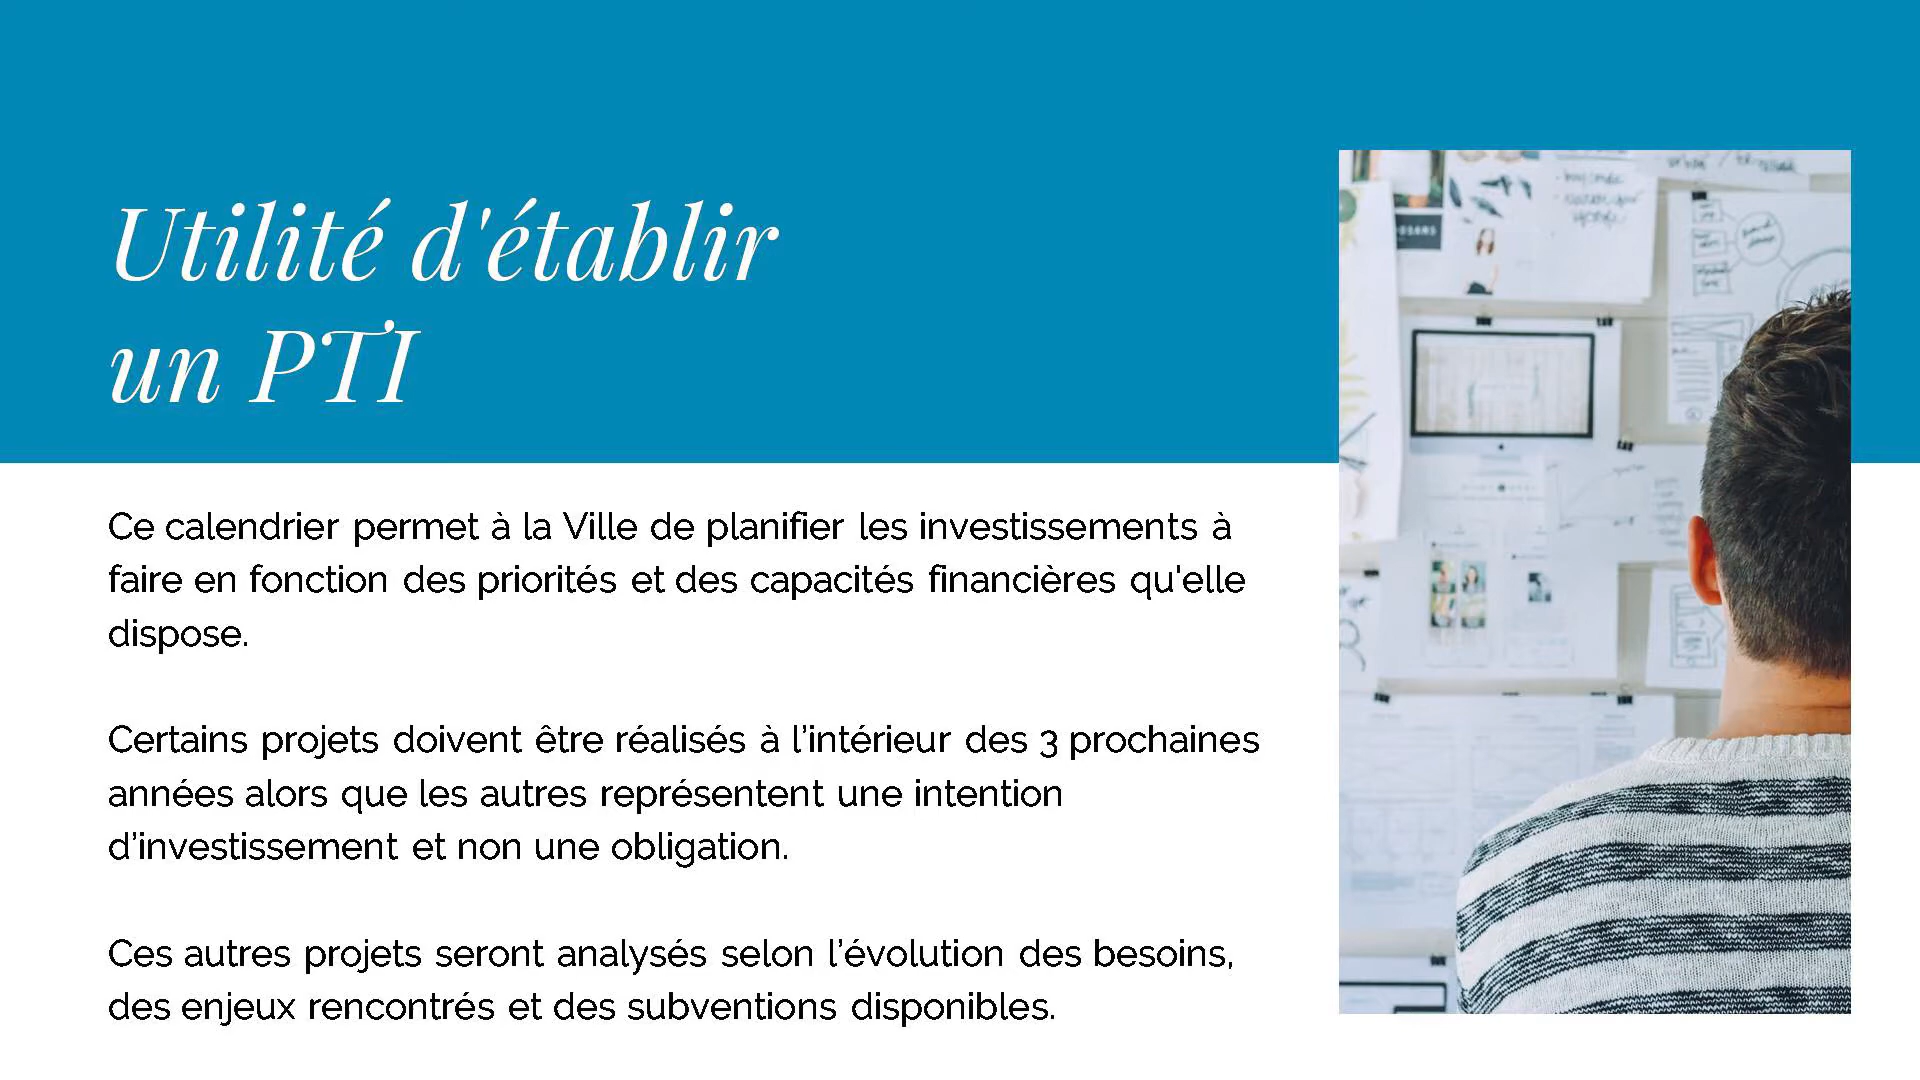 Utilité d'établir
un PTI
Ce calendrier permet à la Ville de planifier les investissements à
faire en fonction des priorités et des capacités financières qu'elle
dispose.
Certains projets doivent être réalisés à l’intérieur des 3 prochaines
années alors que les autres représentent une intention
d’investissement et non une obligation.
Ces autres projets seront analysés selon l’évolution des besoins,
des enjeux rencontrés et des subventions disponibles.